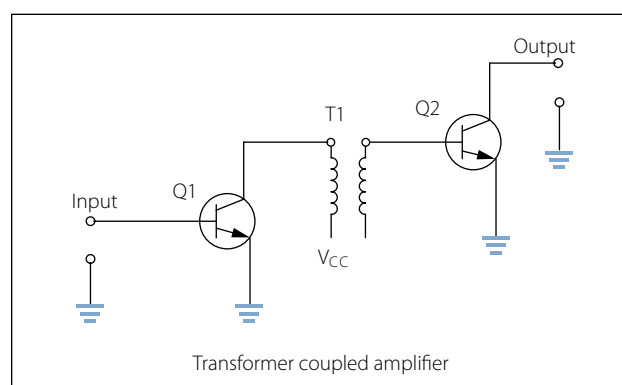 Output
Q2
T1
Q1
Input
VCC
Transformer coupled amplifier